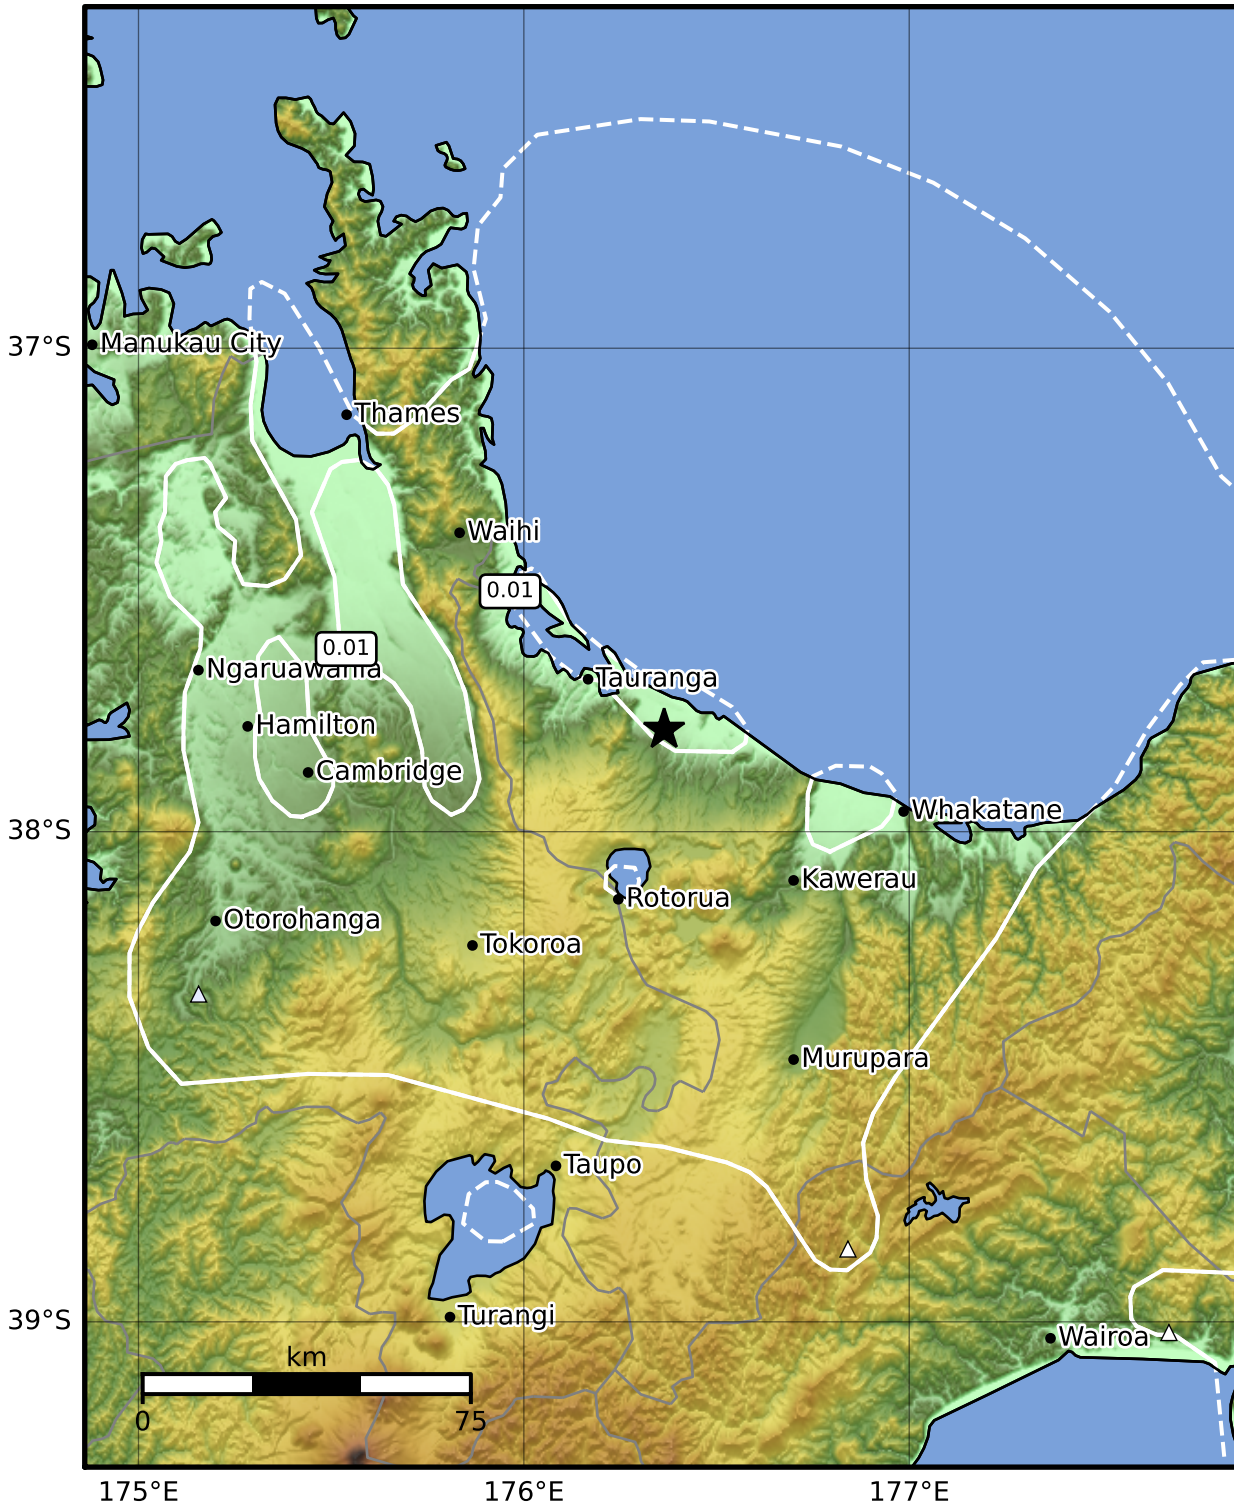 37°S
Manukau City
Thames
Waihi
0.01
0.01
Ngaruawahia
Tauranga
Hamilton
Cambridge
Whakatane
38°S
Kawerau
Rotorua
Otorohanga
Tokoroa
Murupara
Taupo
Turangi
39°S
Wairoa
km
0
75
175°E
176°E
177°E